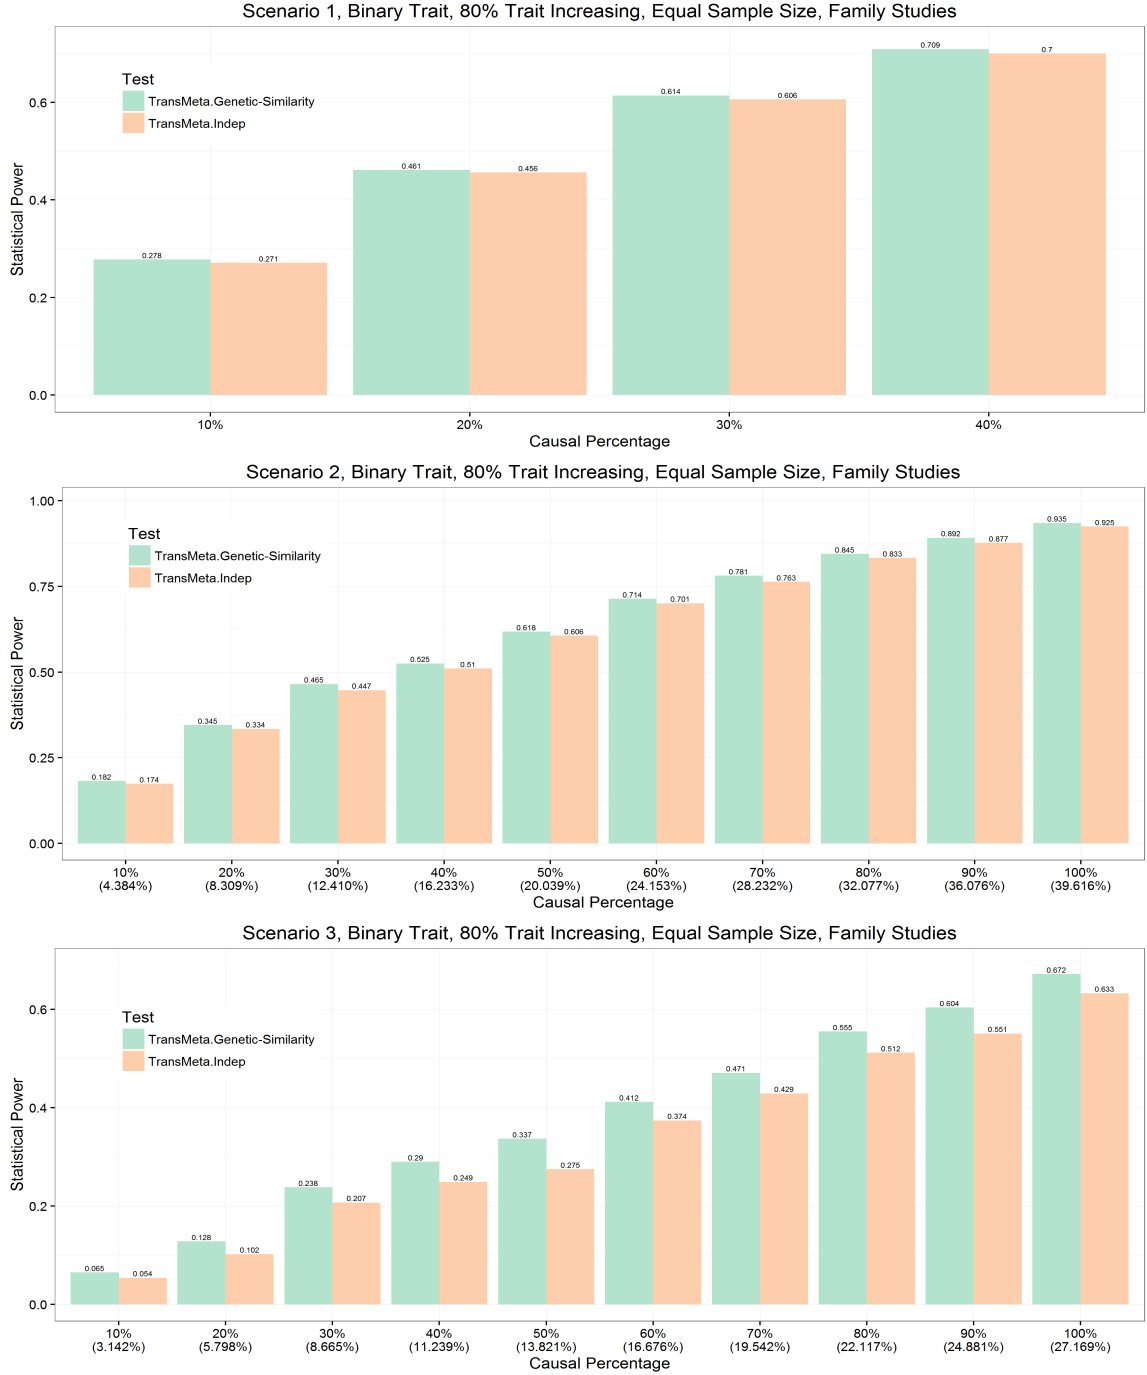 Scenario 1, Binary Trait, 80% Trait Increasing, Equal Sample Size, Family Studies
Test
TransMeta.Genetic-Similarity
TransMeta.Indep
Statistical Power
0.6
0.4
0.2
0.0
0.278
0.271
0.461
0.456
0.614
0.606
0.709
0.7
10%
20%
30%
40%
Causal Percentage
Scenario 2, Binary Trait, 80% Trait Increasing, Equal Sample Size, Family Studies
Test
TransMeta.Genetic-Similarity
TransMeta.Indep
Statistical Power
1.00
0.75
0.50
0.25
0.00
0.182
0.174
0.345
0.334
0.465
0.447
0.525
0.51
0.618
0.606
0.714
0.701
0.781
0.763
0.845
0.833
0.892
0.877
0.935
0.925
10% 20% 30% 40% 50% 60% 70% 80% 90% 100%
(4.384%) (8.309%) (12.410%) (16.233%) (20.039%) (24.153%) (28.232%) (32.077%) (36.076%) (39.616%)
Causal Percentage
Scenario 3, Binary Trait, 80% Trait Increasing, Equal Sample Size, Family Studies
Test
TransMeta.Genetic-Similarity
TransMeta.Indep
Statistical Power
0.6
0.4
0.2
0.0
0.065
0.054
0.128
0.102
0.238
0.207
0.29
0.249
0.337
0.275
0.412
0.374
0.471
0.429
0.555
0.512
0.604
0.551
0.672
0.633
10% 20% 30% 40% 50% 60% 70% 80% 90% 100%
(3.142%) (5.798%) (8.665%) (11.239%) (13.821%) (16.676%) (19.542%) (22.117%) (24.881%) (27.169%)
Causal Percentage